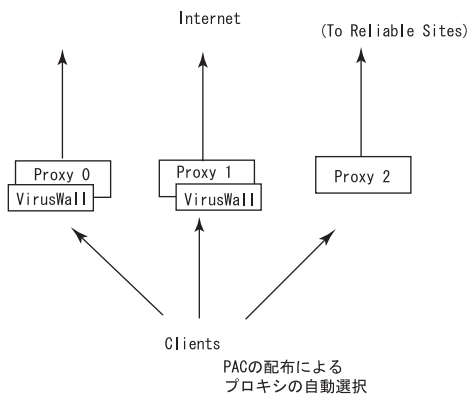 Internet
(To Reliable Sites)
Proxy 0
VirusWall
Proxy 1
VirusWall
Proxy 2
Clients
PACの配布による
プロキシの自動選択